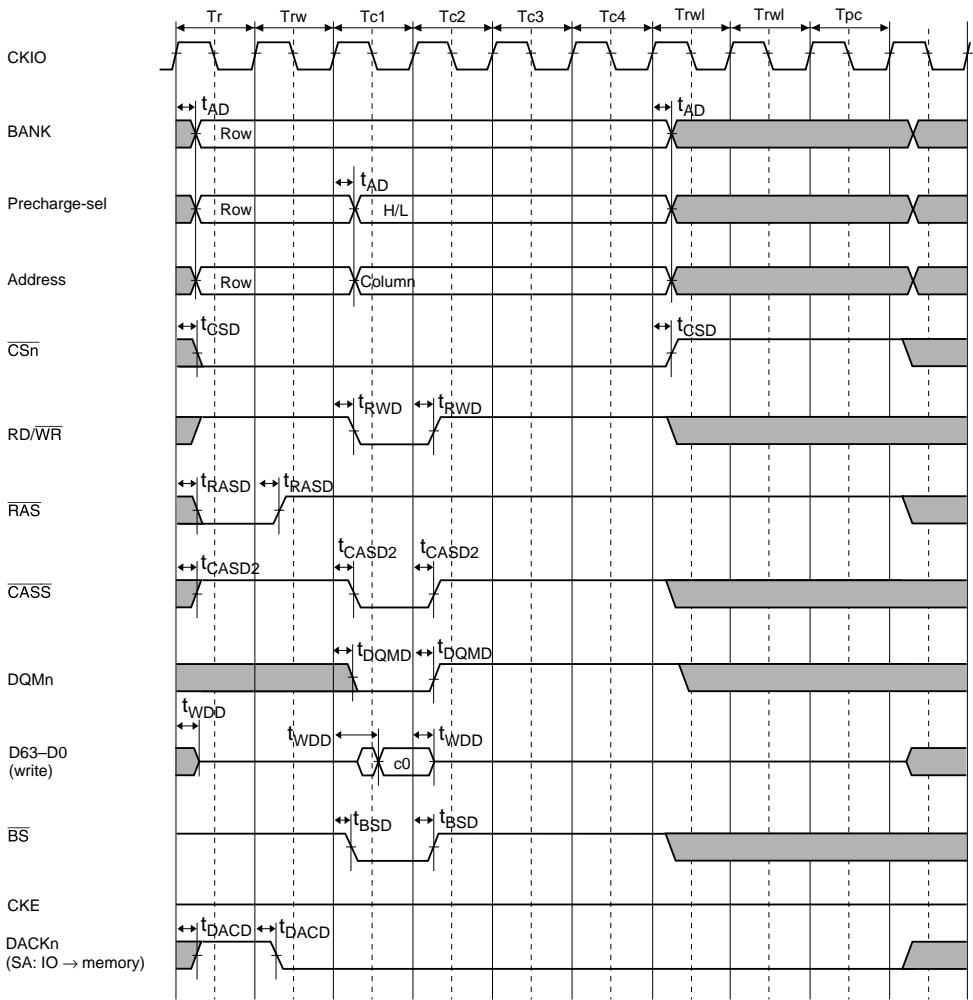 Tr Trw Tc1 Tc2 Tc3 Tc4 Trwl Trwl Tpc
CKIO
tAD tAD
BANK Row
tAD
Precharge-sel Row H/L
Address Row Column
tCSD tCSD
CSn
tRWD tRWD
RD/WR
tRASD tRASD
RAS
tCASD2 tCASD2 tCASD2
CASS
tDQMD tDQMD
DQMn
tWDD
tWDD tWDD
D63–D0
(write) c0
tBSD tBSD
BS
CKE
tDACD tDACD
DACKn
(SA: IO → memory)